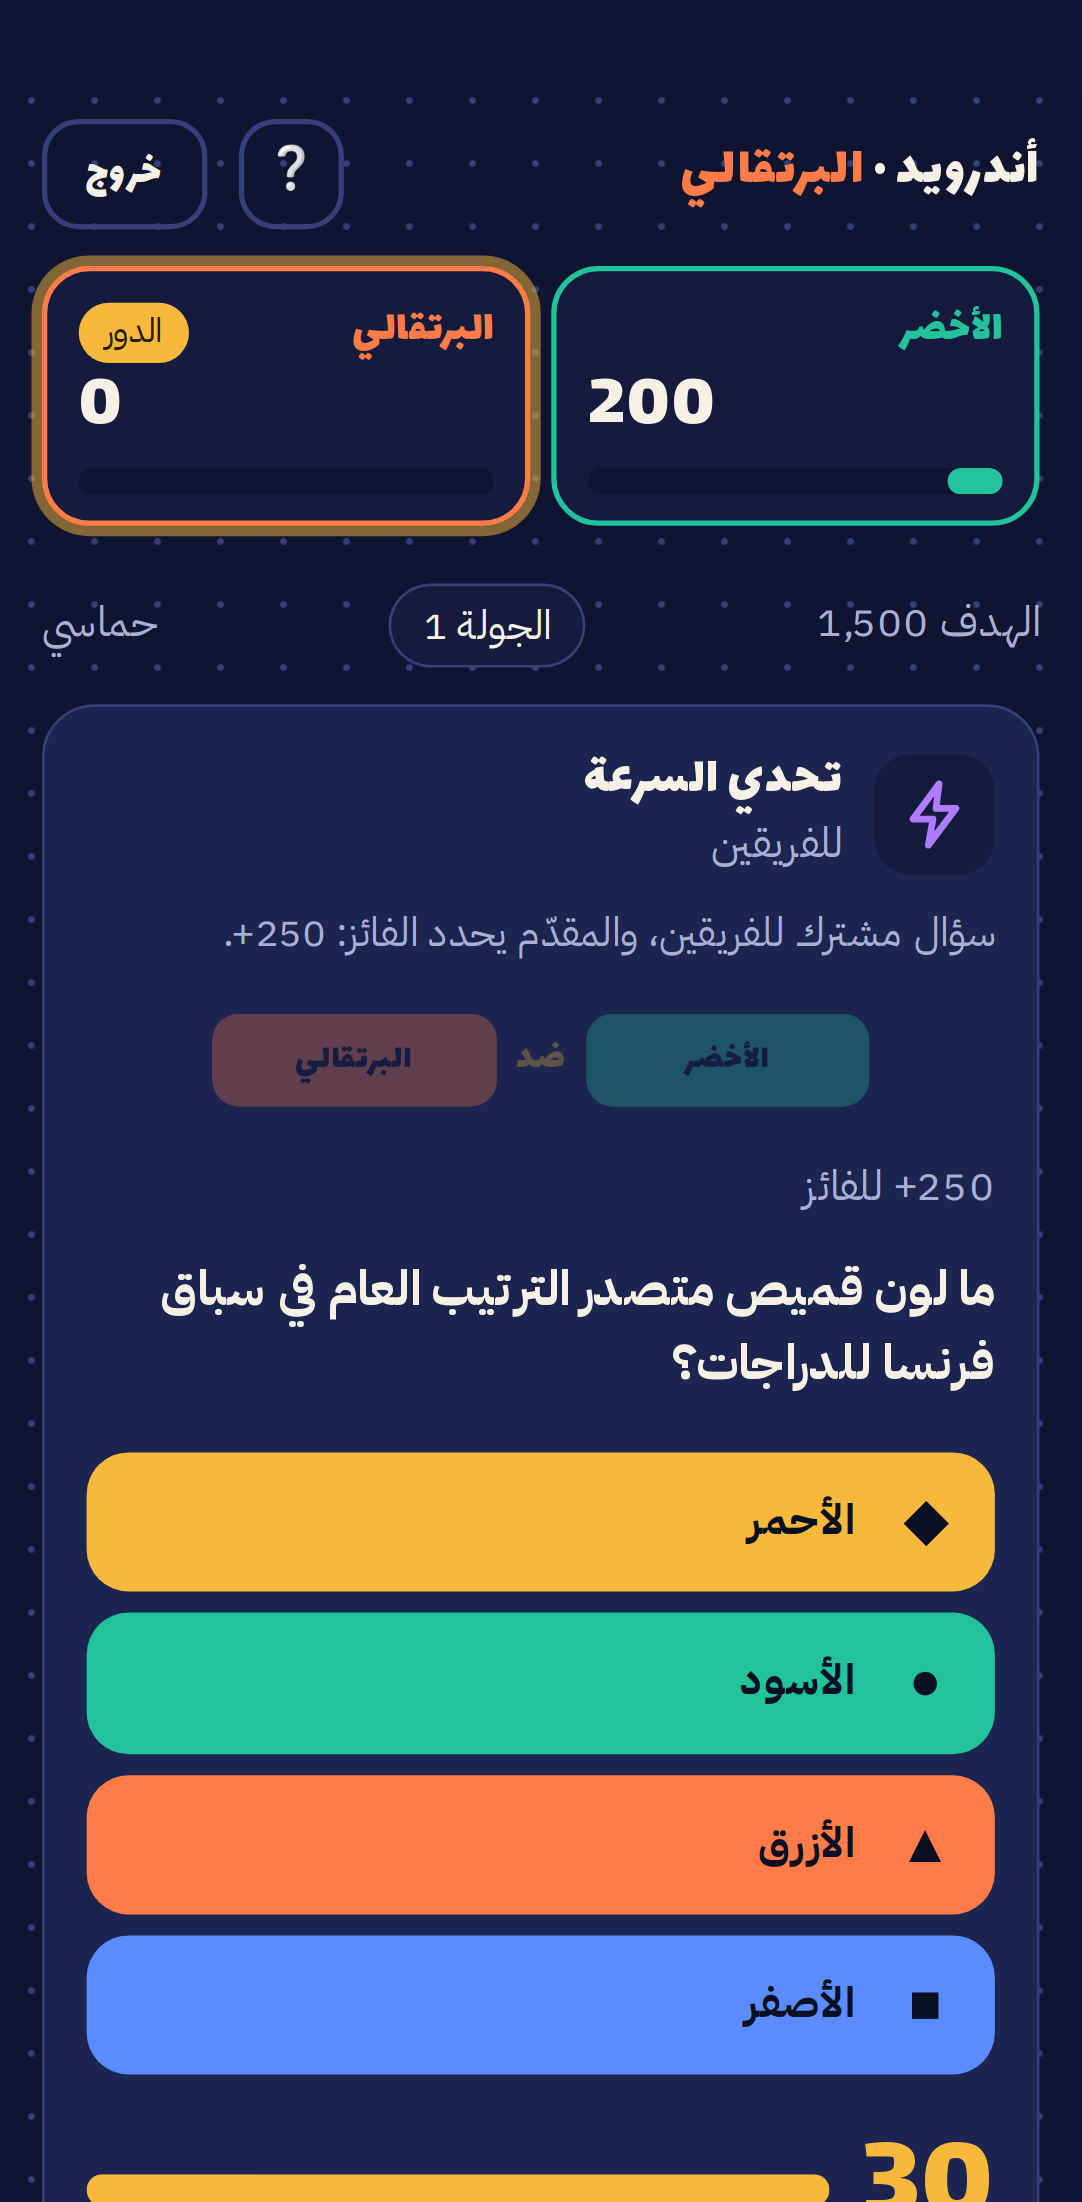 أندرويد · البرتقالي
?
خروج
الأخضر
200
البرتقالي
الدور
0
الهدف 1,500
الجولة 1
حماسي
تحدي السرعة
للفريقين
سؤال مشترك للفريقين، والمقدّم يحدد الفائز: 250+.
الأخضر
ضد
البرتقالي
250+ للفائز
ما لون قميص متصدر الترتيب العام في سباق
فرنسا للدراجات؟
◆ الأحمر
● الأسود
▲ الأزرق
■ الأصفر
30